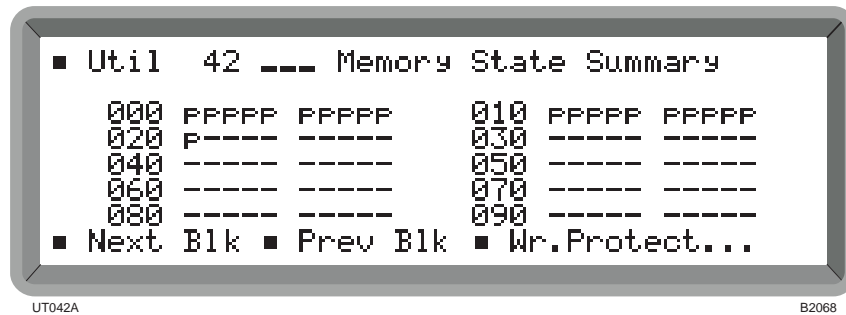 ▪ Util 42 ___ Memory State Summary
000 PPPPP PPPPP 010 PPPPP PPPPP
020 P---- ----- 030 ----- -----
040 ----- ----- 050 ----- -----
060 ----- ----- 070 ----- -----
080 ----- ----- 090 ----- -----
▪ Next Blk ▪ Prev Blk ▪ Wr.Protect...
UT042A B2068